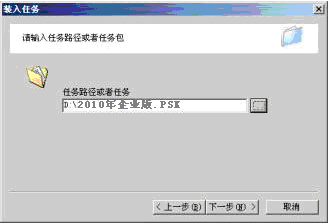 装入任务
请输入任务路径或者任务包
任务路径或者任务
D:\2010年企业版.PSK
< 上一步(B)
下一步(N) >
取消